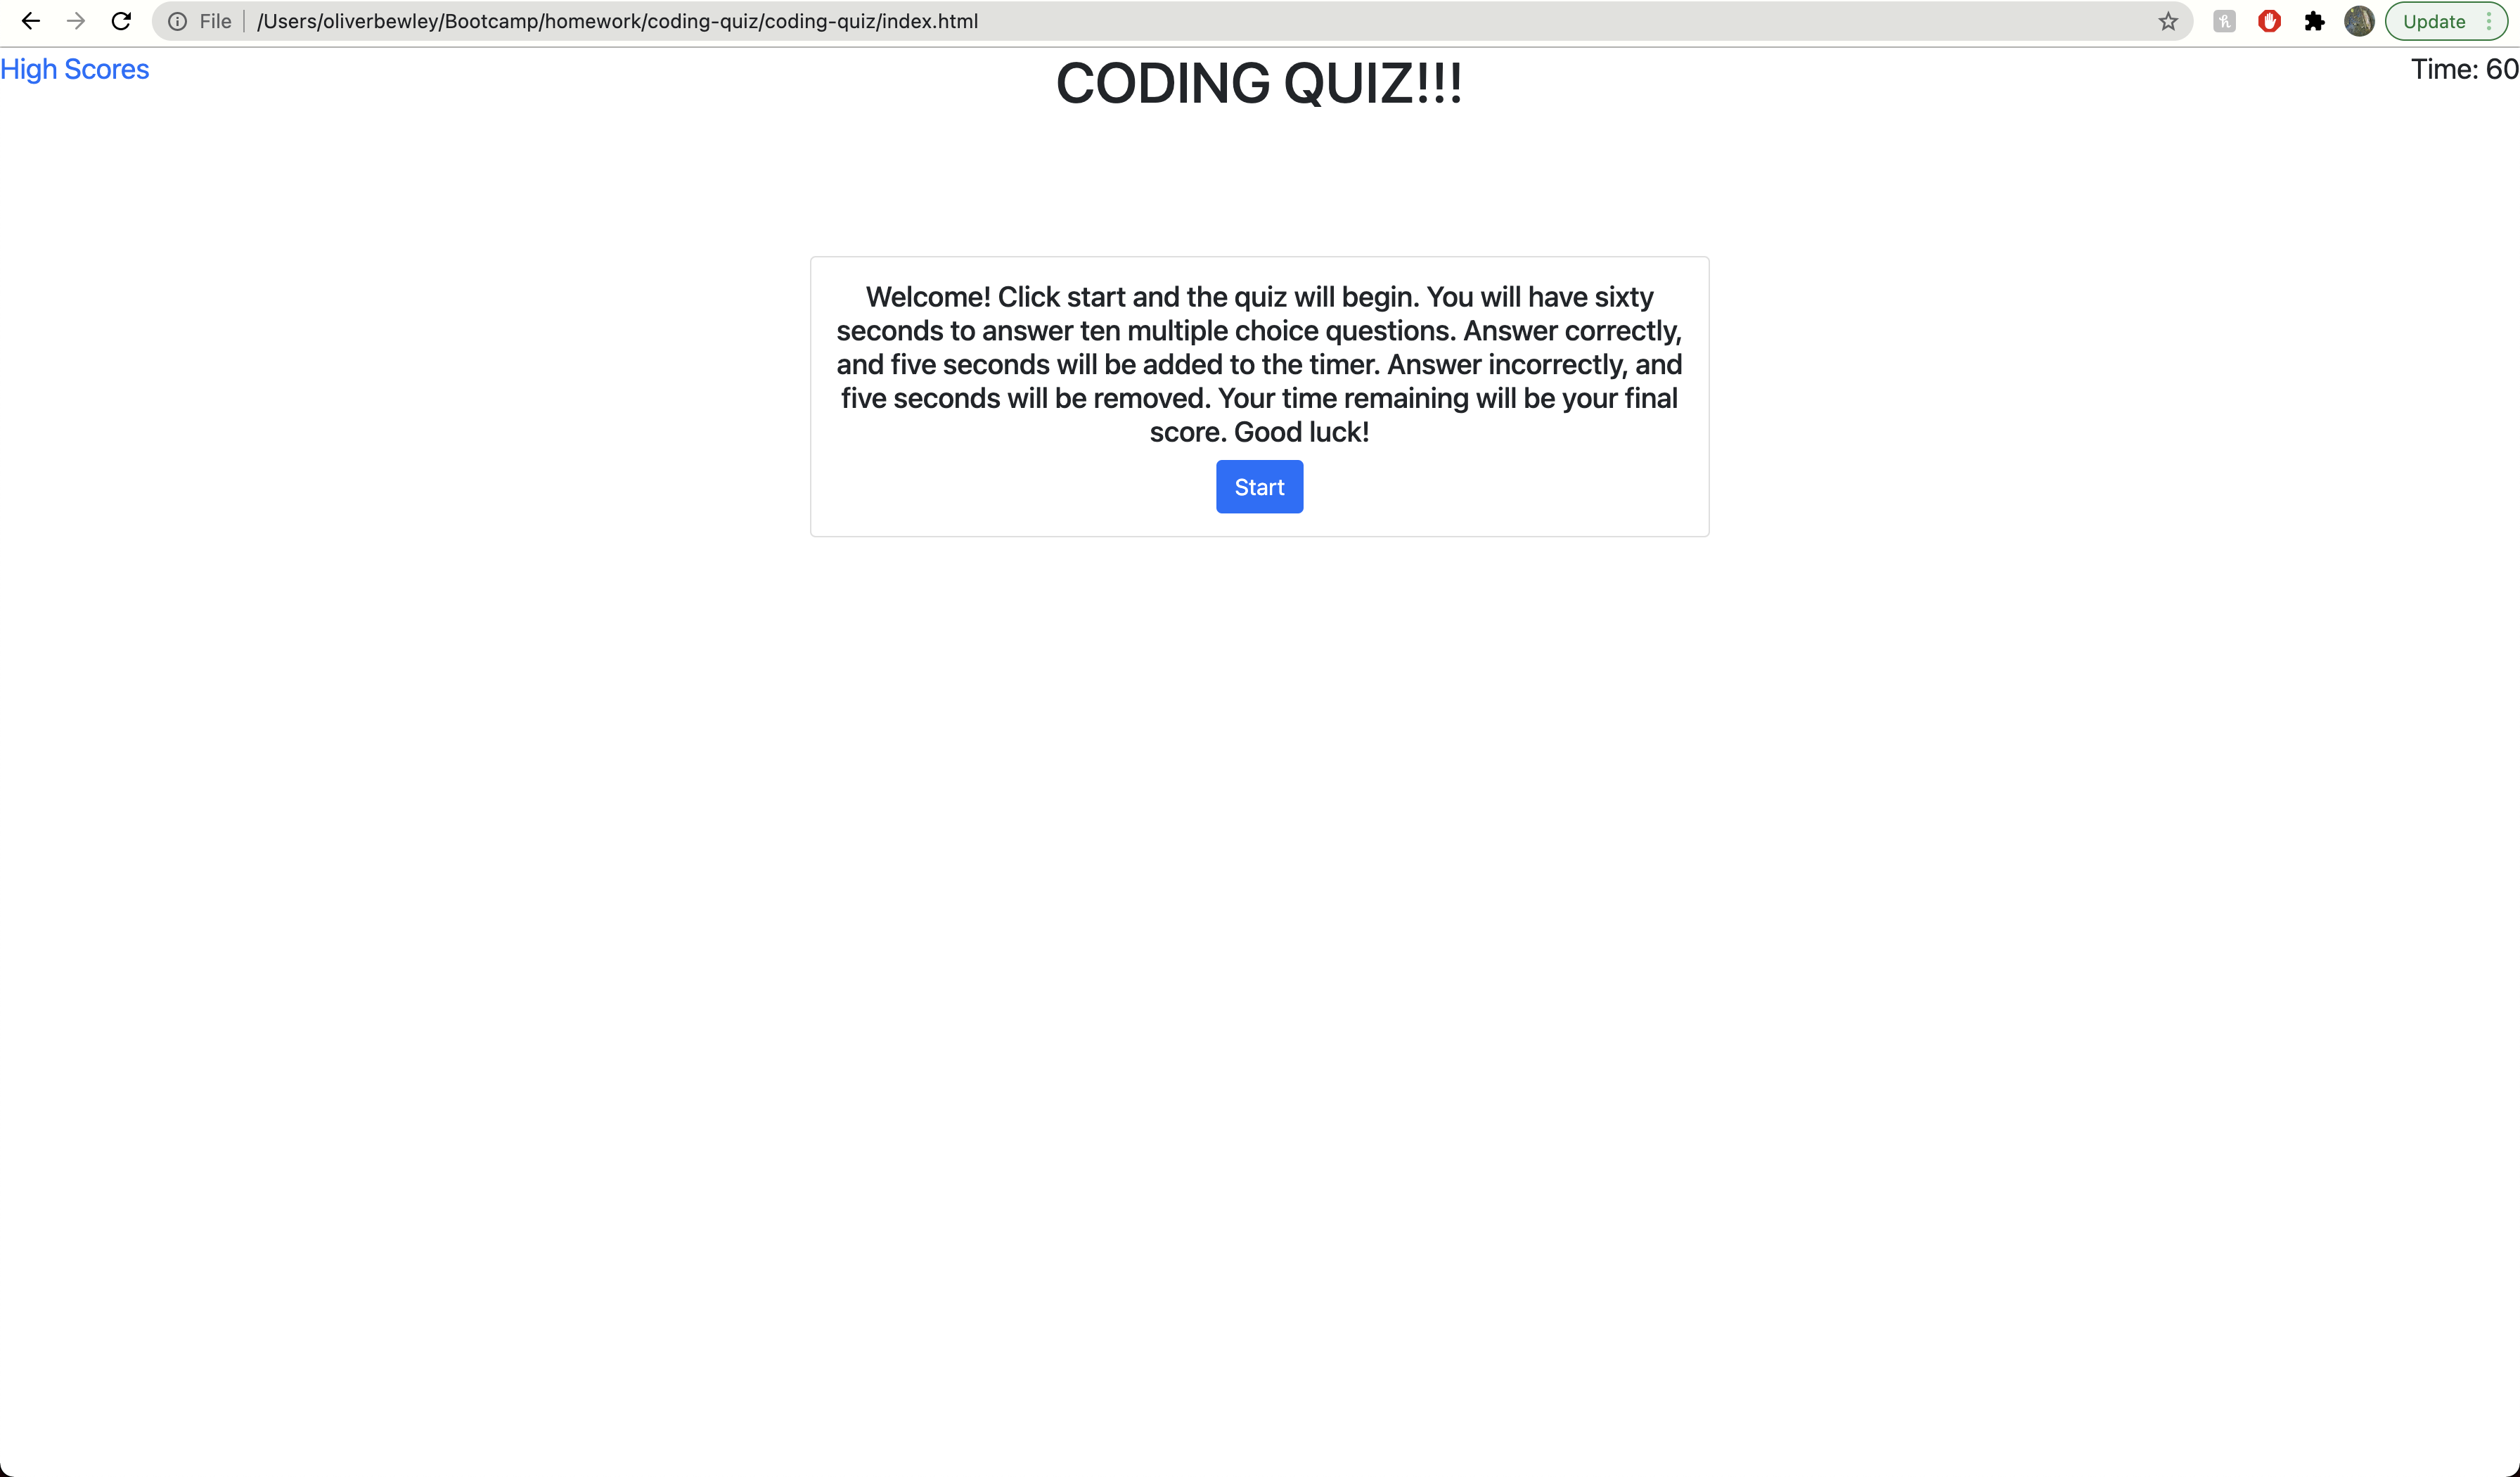 File /Users/oliverbewley/Bootcamp/homework/coding-quiz/coding-quiz/index.html Update
High Scores CODING QUIZ!!! Time: 60
Welcome! Click start and the quiz will begin. You will have sixty
seconds to answer ten multiple choice questions. Answer correctly,
and five seconds will be added to the timer. Answer incorrectly, and
five seconds will be removed. Your time remaining will be your final
score. Good luck!
Start